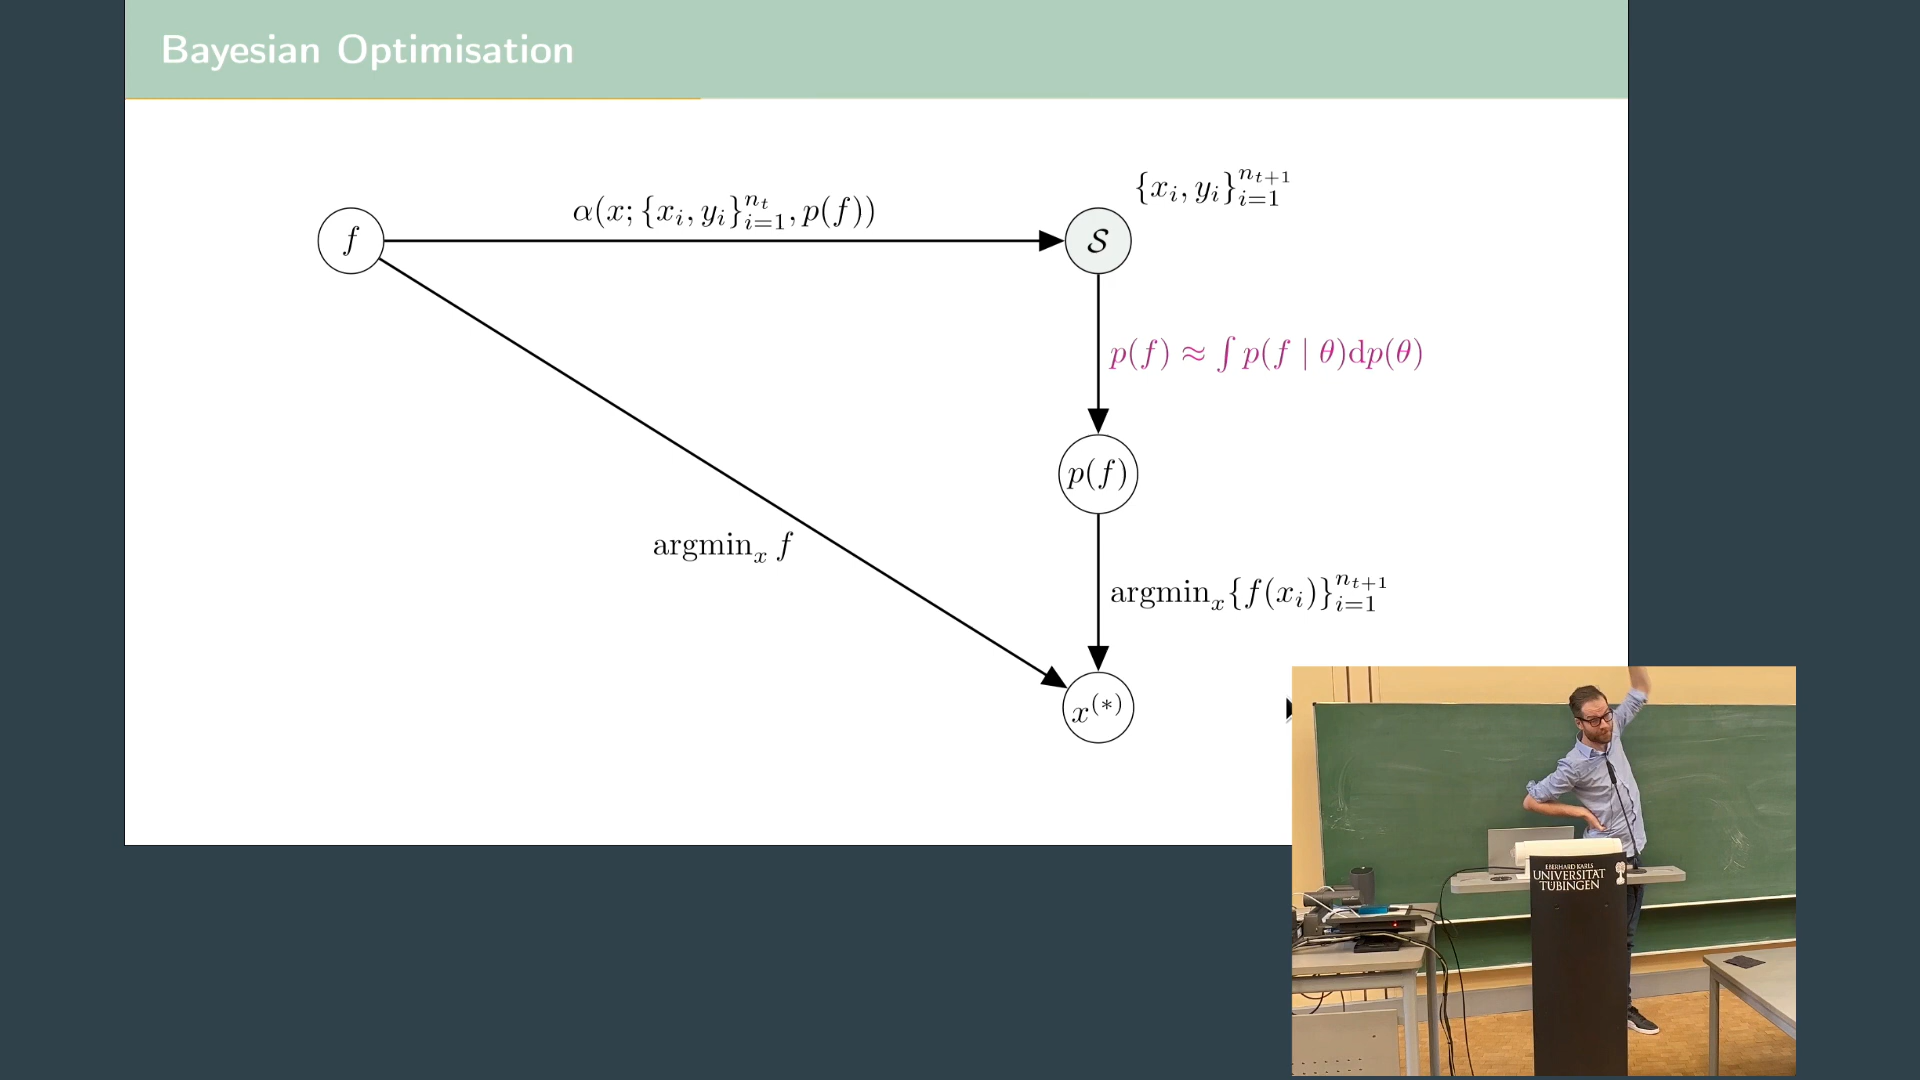 Bayesian Optimisation
{x_i, y_i}_{i=1}^{n_{t+1}}
α(x; {x_i, y_i}_{i=1}^{n_t}, p(f))
f
𝒮
p(f) ≈ ∫ p(f | θ)dp(θ)
p(f)
argmin_x f
argmin_x{f(x_i)}_{i=1}^{n_{t+1}}
x^{(*)}
EBERHARD KARLS
UNIVERSITÄT
TÜBINGEN